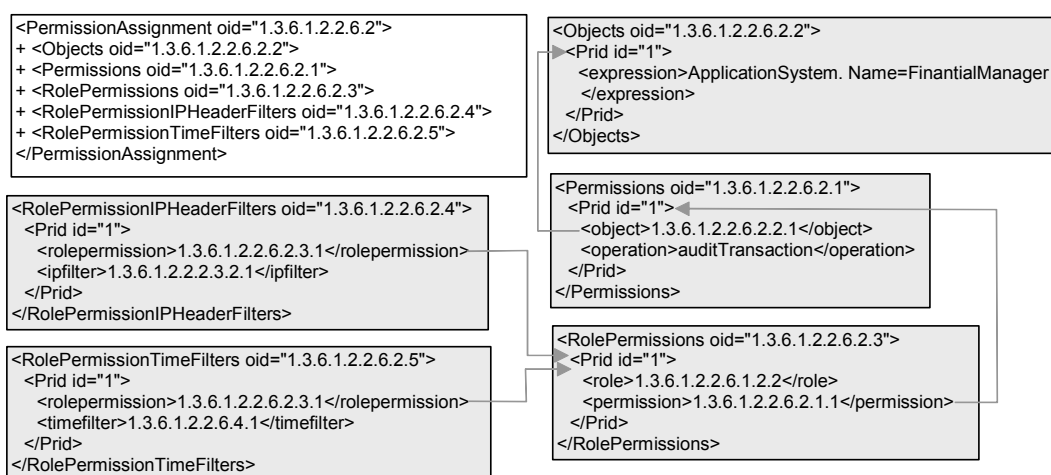 <PermissionAssignment oid="1.3.6.1.2.2.6.2">
+ <Objects oid="1.3.6.1.2.2.6.2.2">
+ <Permissions oid="1.3.6.1.2.2.6.2.1">
+ <RolePermissions oid="1.3.6.1.2.2.6.2.3">
+ <RolePermissionIPHeaderFilters oid="1.3.6.1.2.2.6.2.4">
+ <RolePermissionTimeFilters oid="1.3.6.1.2.2.6.2.5">
</PermissionAssignment>
<Objects oid="1.3.6.1.2.2.6.2.2">
<Prid id="1">
<expression>ApplicationSystem. Name=FinantialManager
</expression>
</Prid>
</Objects>
<RolePermissionIPHeaderFilters oid="1.3.6.1.2.2.6.2.4">
<Prid id="1">
<rolepermission>1.3.6.1.2.2.6.2.3.1</rolepermission>
<ipfilter>1.3.6.1.2.2.2.3.2.1</ipfilter>
</Prid>
</RolePermissionIPHeaderFilters>
<Permissions oid="1.3.6.1.2.2.6.2.1">
<Prid id="1">
<object>1.3.6.1.2.2.6.2.2.1</object>
<operation>auditTransaction</operation>
</Prid>
</Permissions>
<RolePermissionTimeFilters oid="1.3.6.1.2.2.6.2.5">
<Prid id="1">
<rolepermission>1.3.6.1.2.2.6.2.3.1</rolepermission>
<timefilter>1.3.6.1.2.2.6.4.1</timefilter>
</Prid>
</RolePermissionTimeFilters>
<RolePermissions oid="1.3.6.1.2.2.6.2.3">
<Prid id="1">
<role>1.3.6.1.2.2.6.1.2.2</role>
<permission>1.3.6.1.2.2.6.2.1.1</permission>
</Prid>
</RolePermissions>